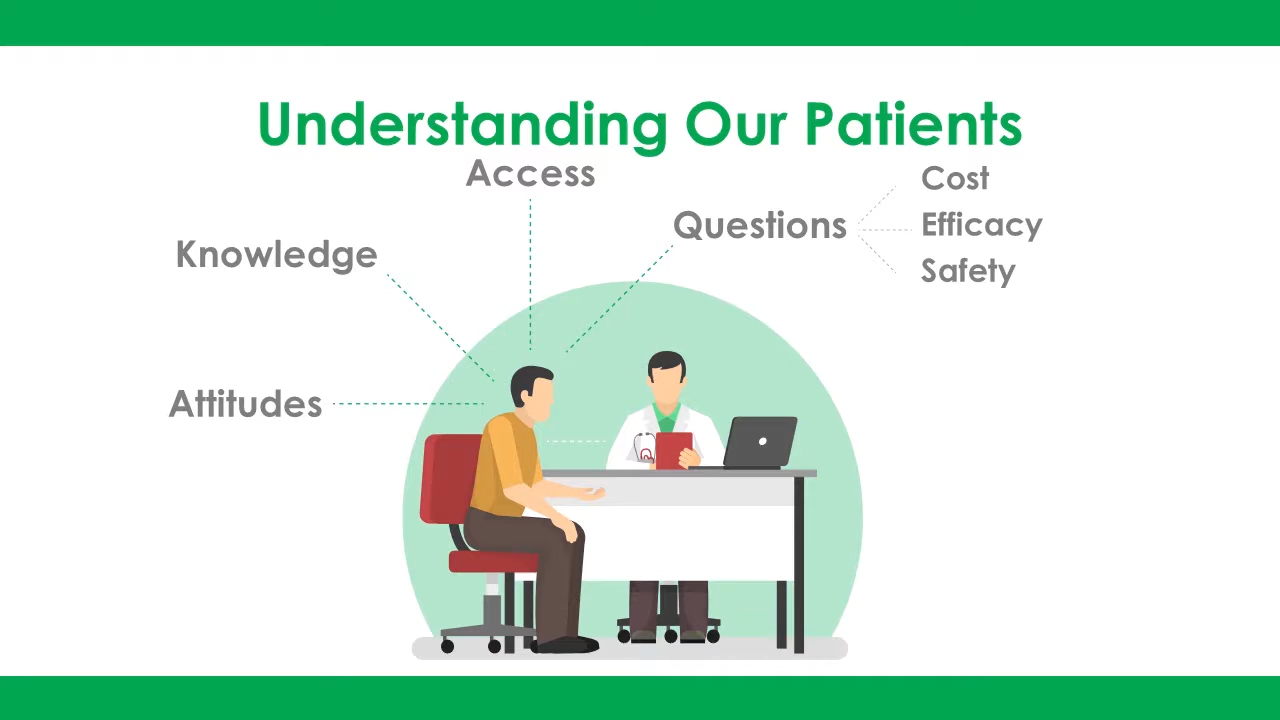 Understanding Our Patients
Access
Cost
Questions
Efficacy
Knowledge
Safety
Attitudes